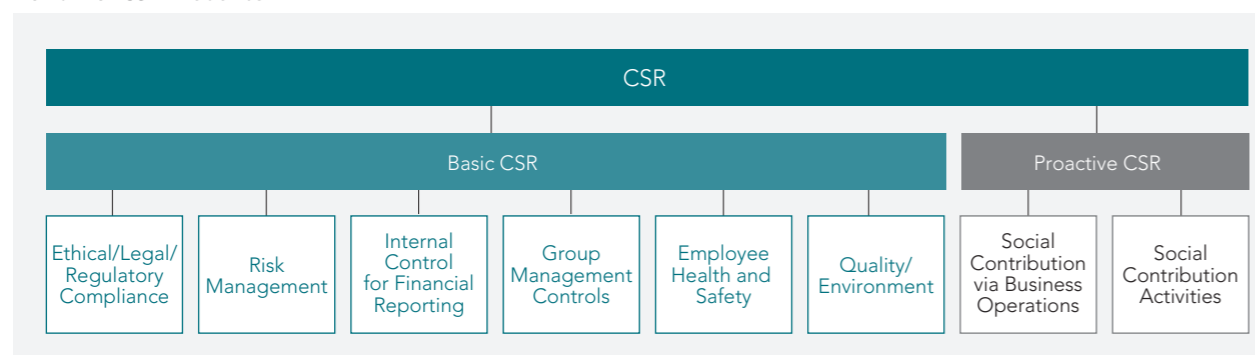 CSR
Basic CSR
Proactive CSR
Ethical/Legal/
Regulatory
Compliance
Risk
Management
Internal
Control
for Financial
Reporting
Group
Management
Controls
Employee
Health and
Safety
Quality/
Environment
Social
Contribution
via Business
Operations
Social
Contribution
Activities